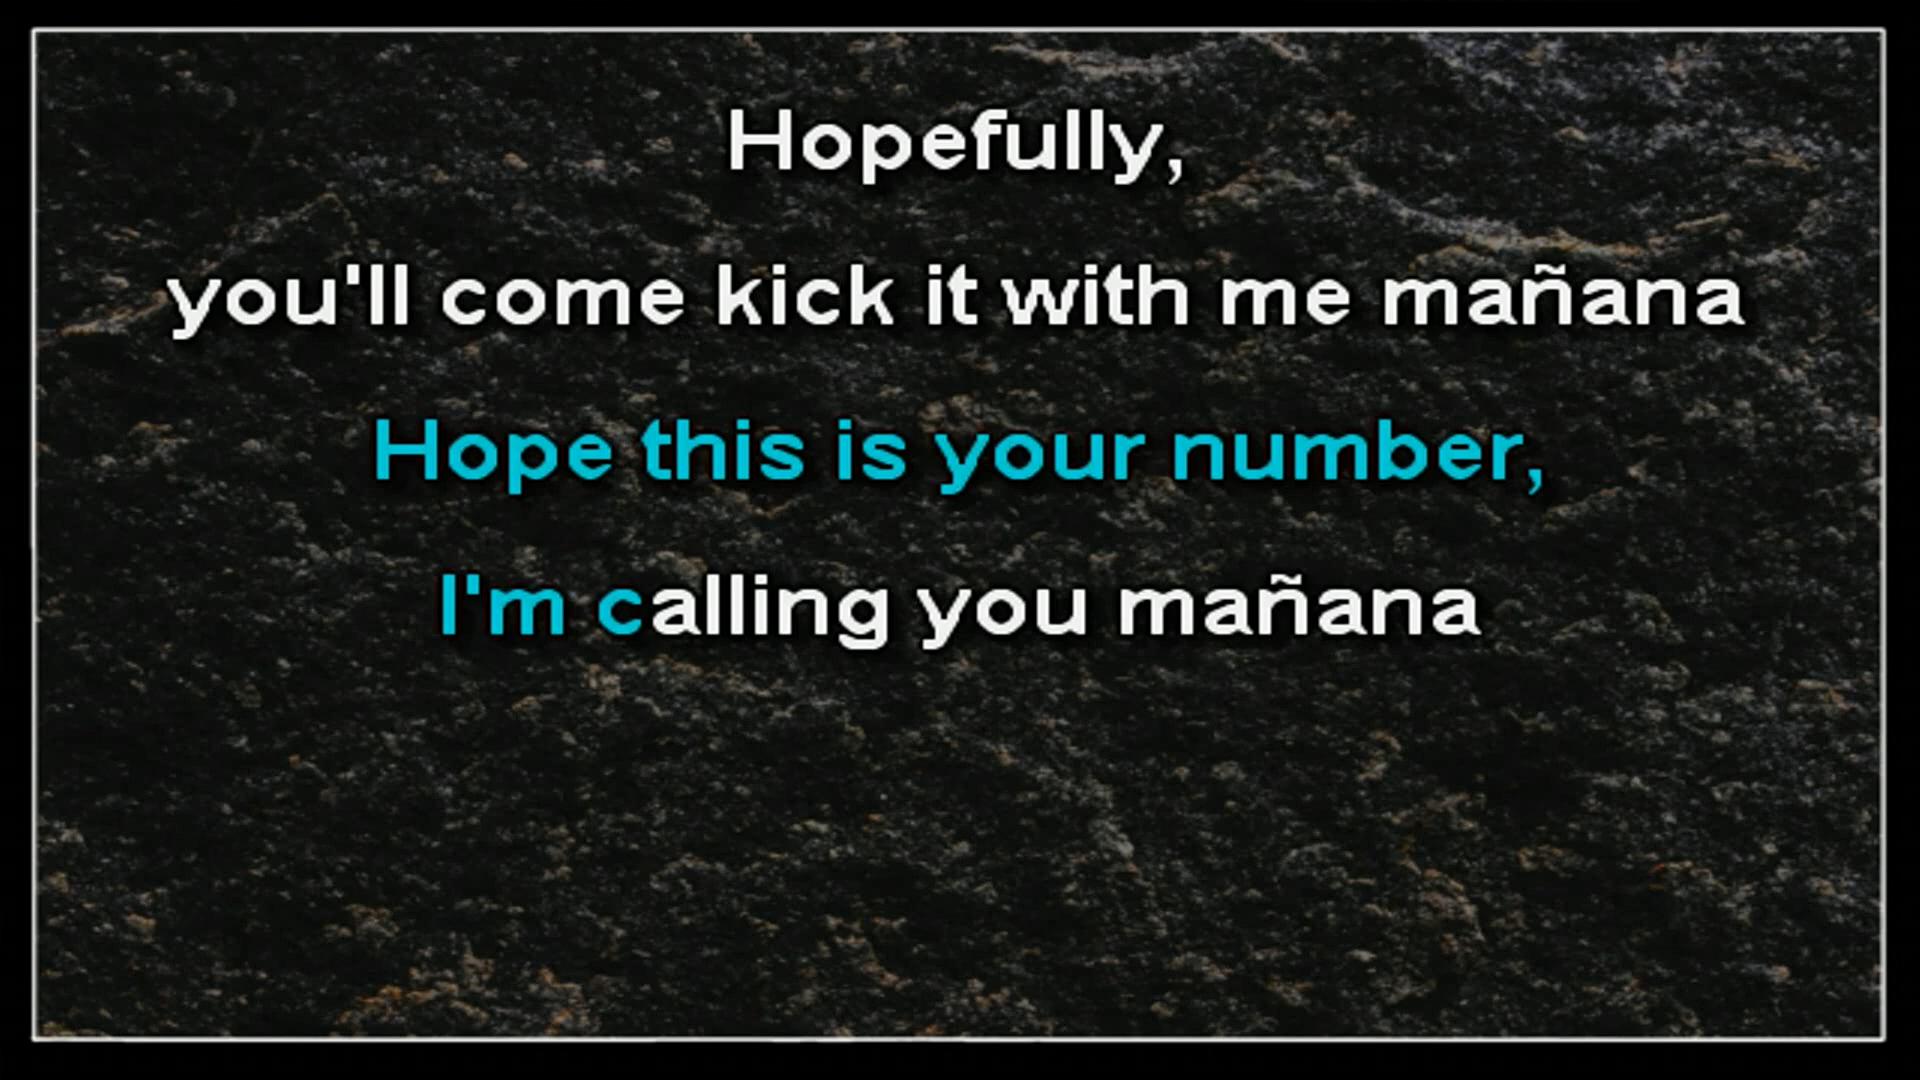 Hopefully,
you'll come kick it with me mañana
Hope this is your number,
I'm calling you mañana